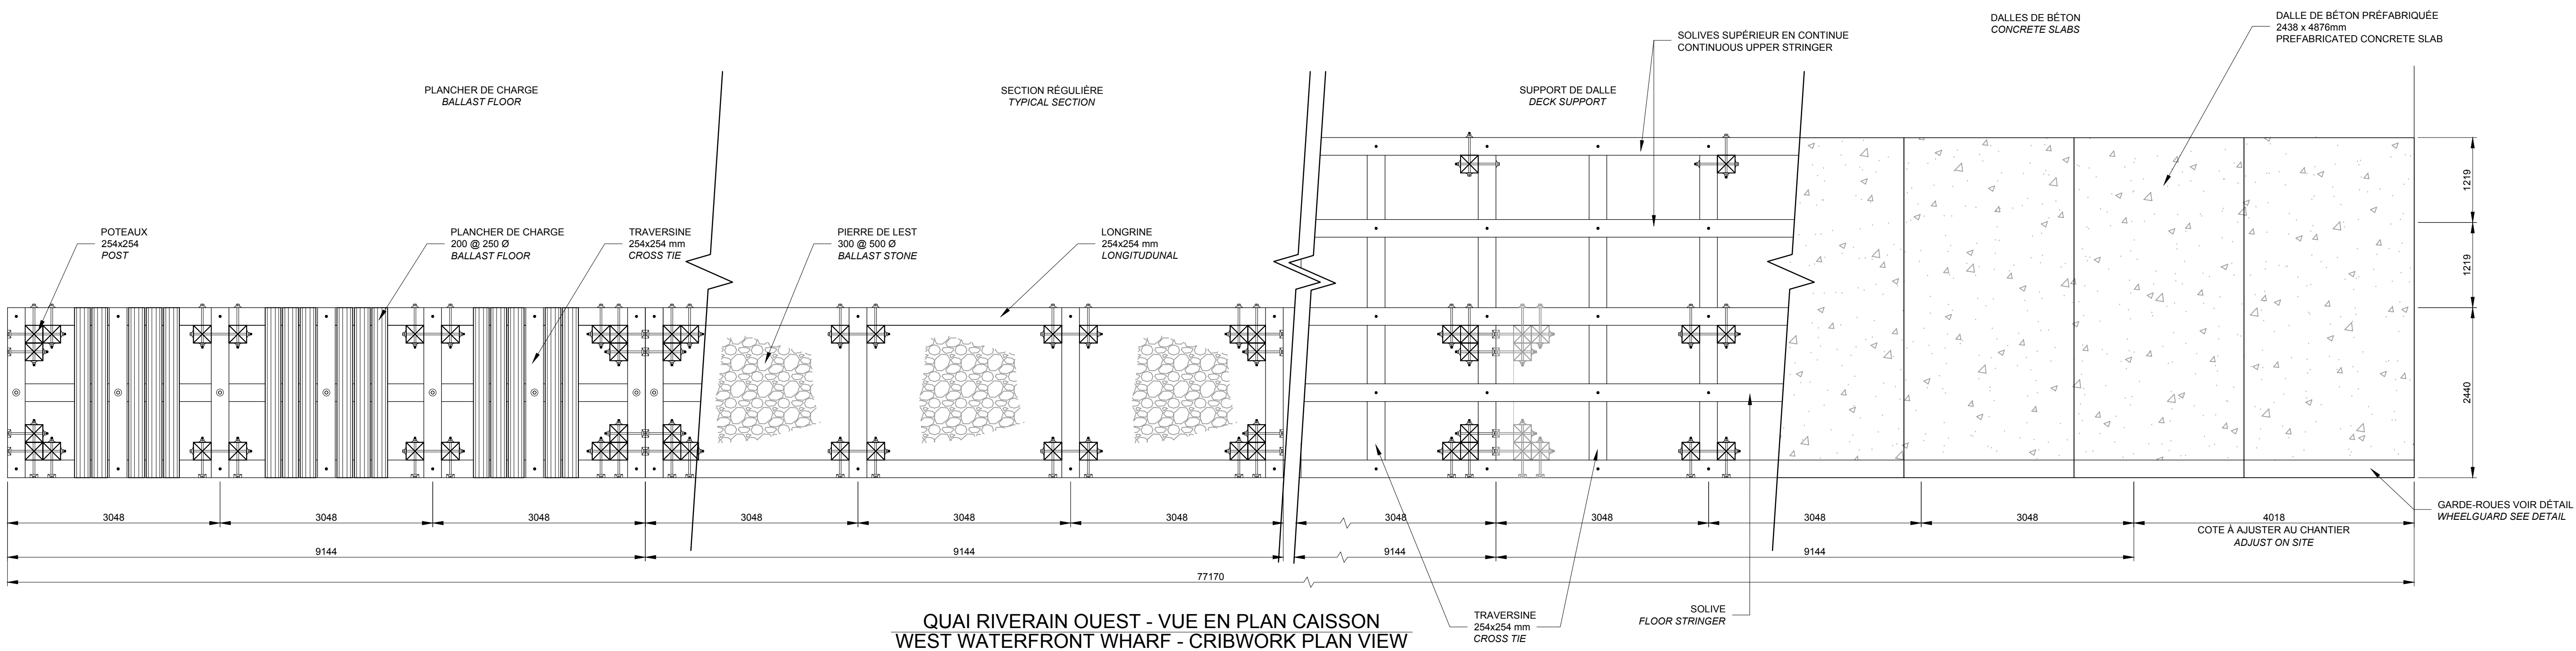 DALLES DE BÉTON
CONCRETE SLABS
DALLE DE BÉTON PRÉFABRIQUÉE
2438 x 4876mm
PREFABRICATED CONCRETE SLAB
SOLIVES SUPÉRIEUR EN CONTINUE
CONTINUOUS UPPER STRINGER
PLANCHER DE CHARGE
BALLAST FLOOR
SECTION RÉGULIÈRE
TYPICAL SECTION
SUPPORT DE DALLE
DECK SUPPORT
POTEAUX
254x254
POST
PLANCHER DE CHARGE
200 @ 250 Ø
BALLAST FLOOR
TRAVERSINE
254x254 mm
CROSS TIE
PIERRE DE LEST
300 @ 500 Ø
BALLAST STONE
LONGRINE
254x254 mm
LONGITUDUNAL
1219
1219
2440
GARDE-ROUES VOIR DÉTAIL
WHEELGUARD SEE DETAIL
3048
3048
3048
3048
3048
3048
3048
3048
3048
3048
4018
COTE À AJUSTER AU CHANTIER
ADJUST ON SITE
9144
9144
9144
9144
77170
TRAVERSINE
254x254 mm
CROSS TIE
SOLIVE
FLOOR STRINGER
QUAI RIVERAIN OUEST - VUE EN PLAN CAISSON
WEST WATERFRONT WHARF - CRIBWORK PLAN VIEW